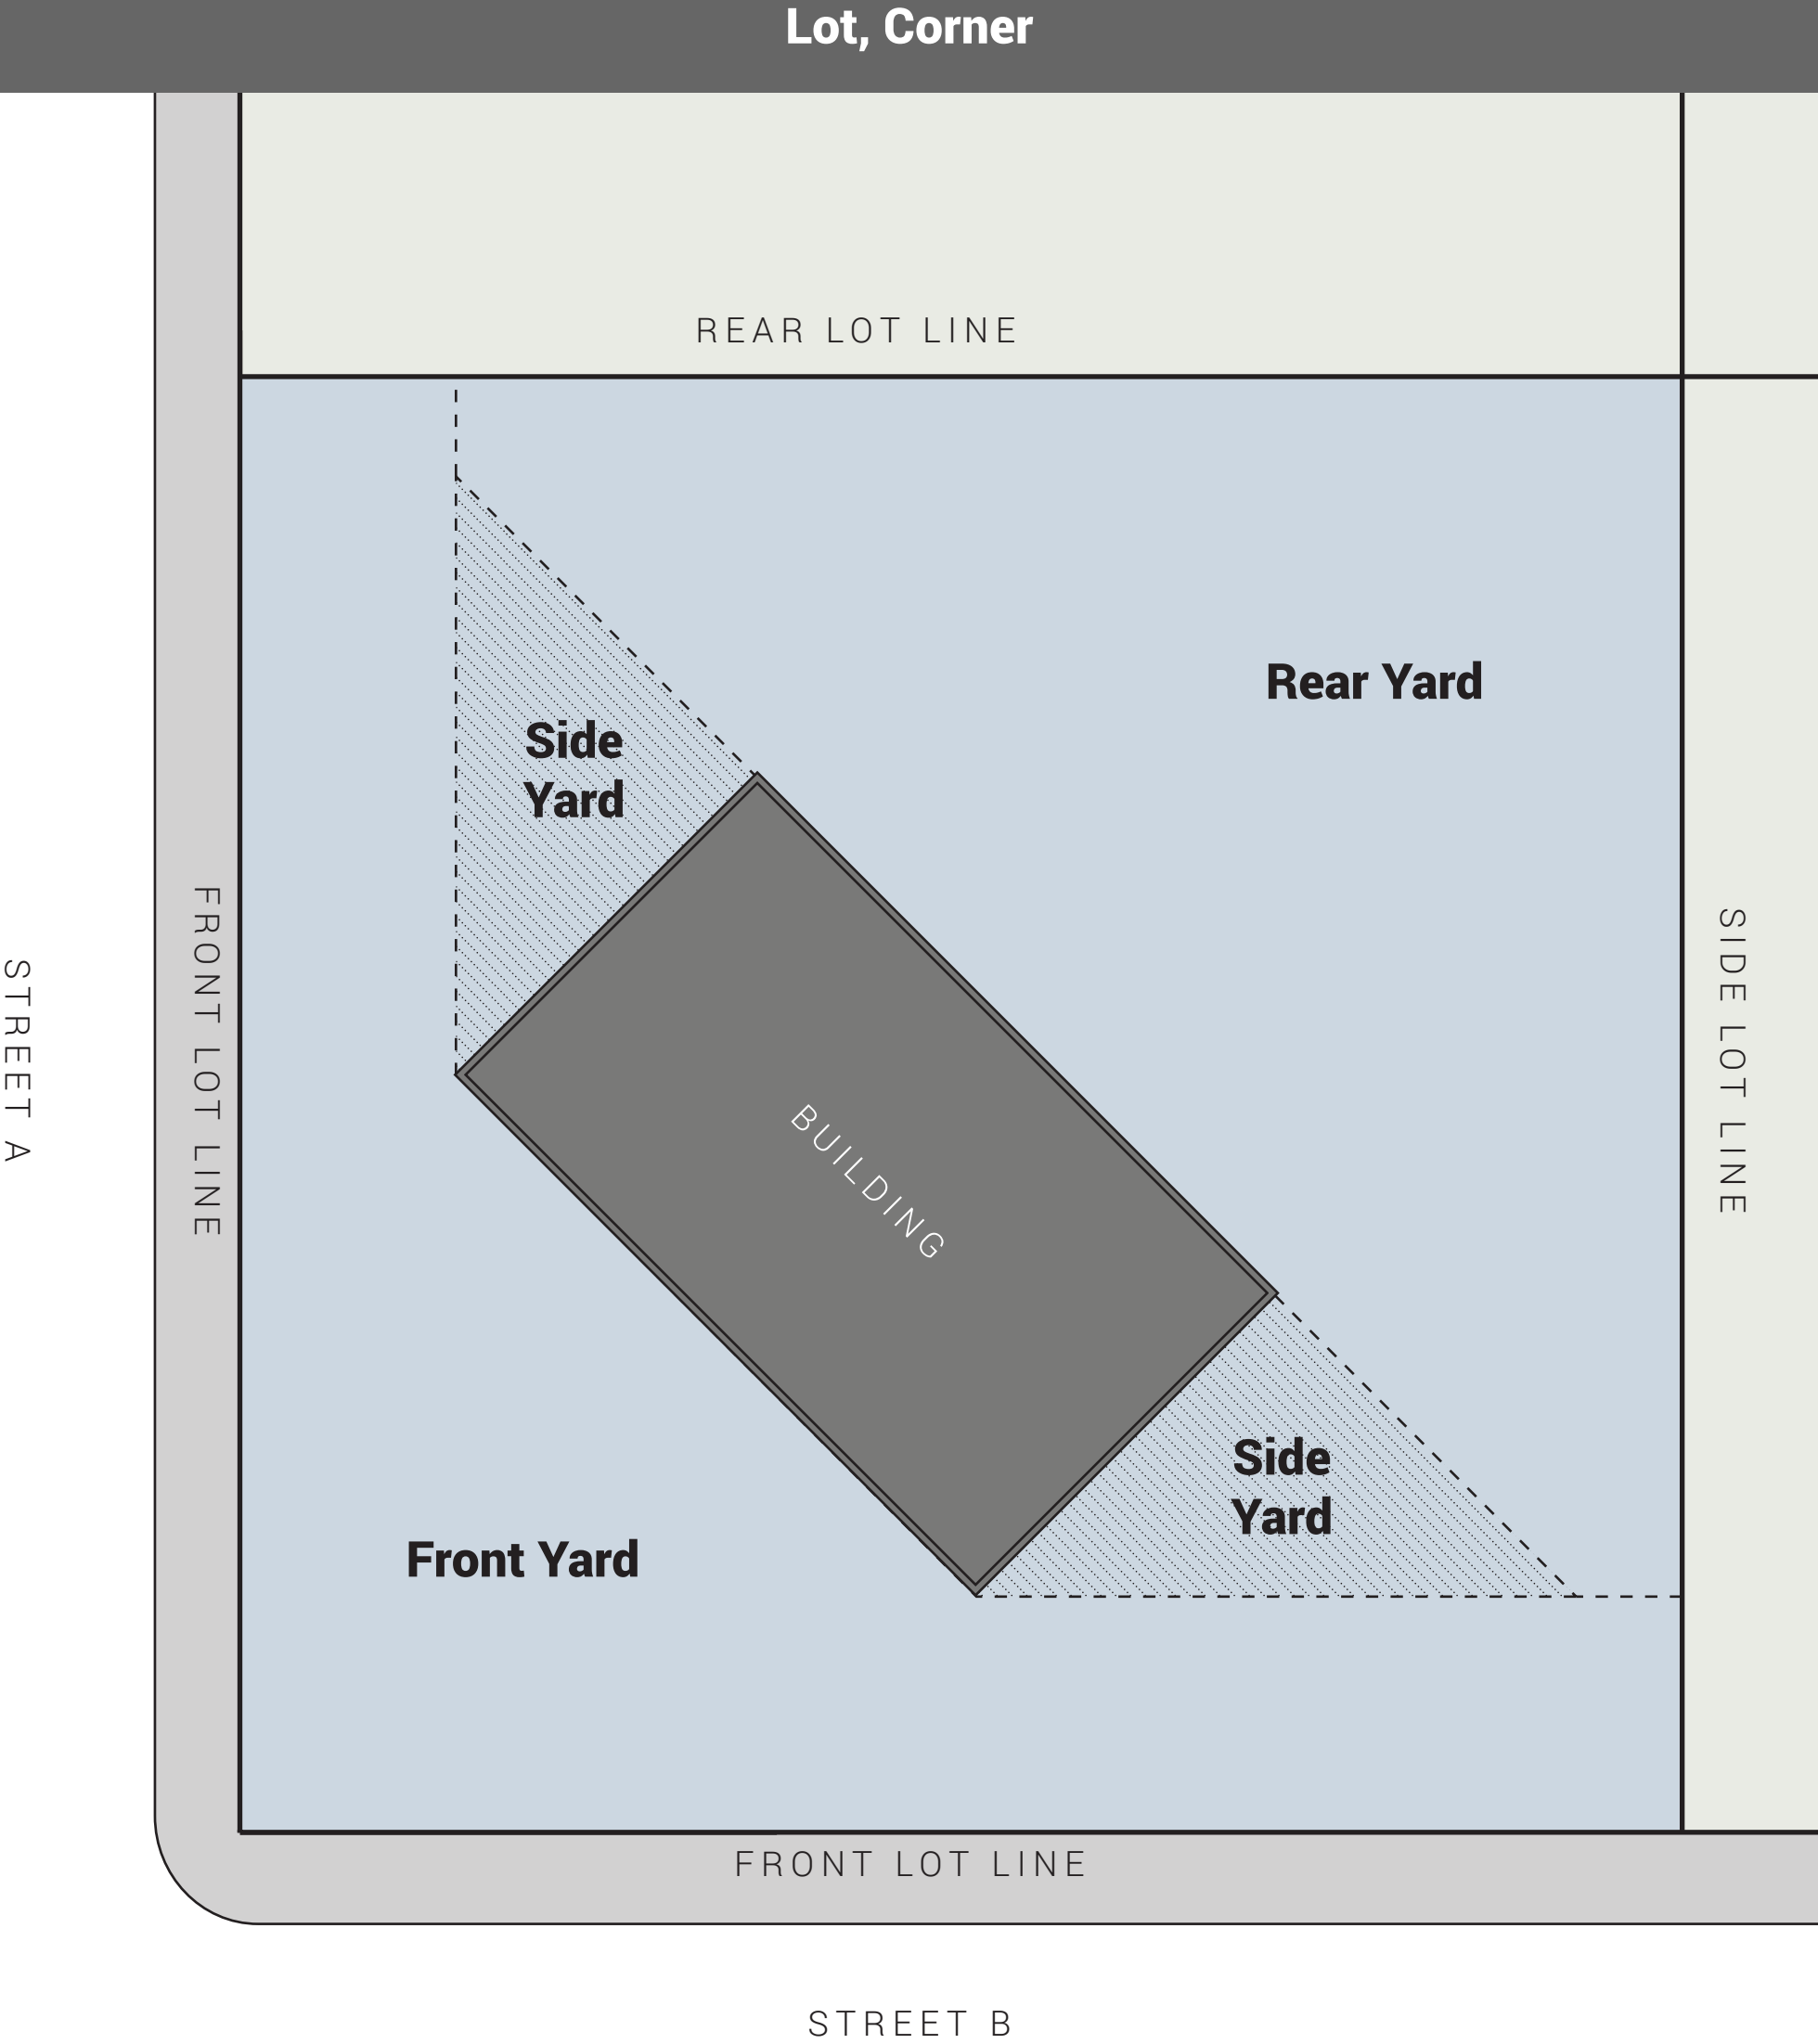 Lot, Corner
REAR LOT LINE
Rear Yard
Side
Yard
STREET A
FRONT LOT LINE
SIDE LOT LINE
BUILDING
Side
Yard
Front Yard
FRONT LOT LINE
STREET B